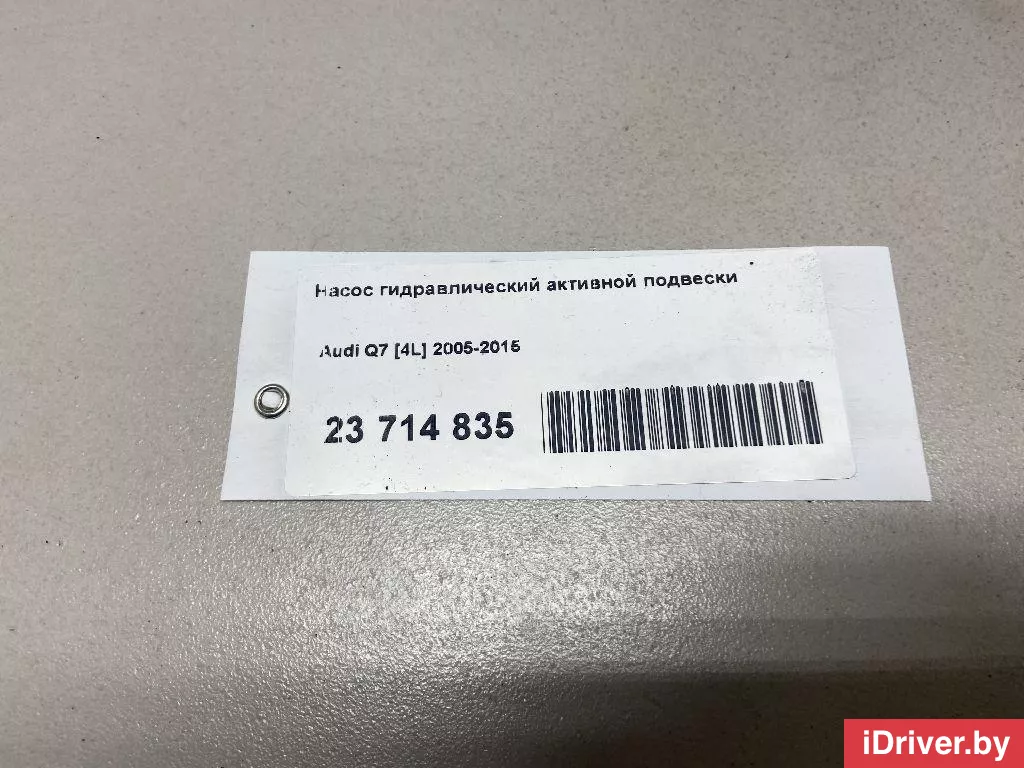 Насос гидравлический активной подвески
Audi Q7 [4L] 2005-2015
23 714 835
iDriver.by